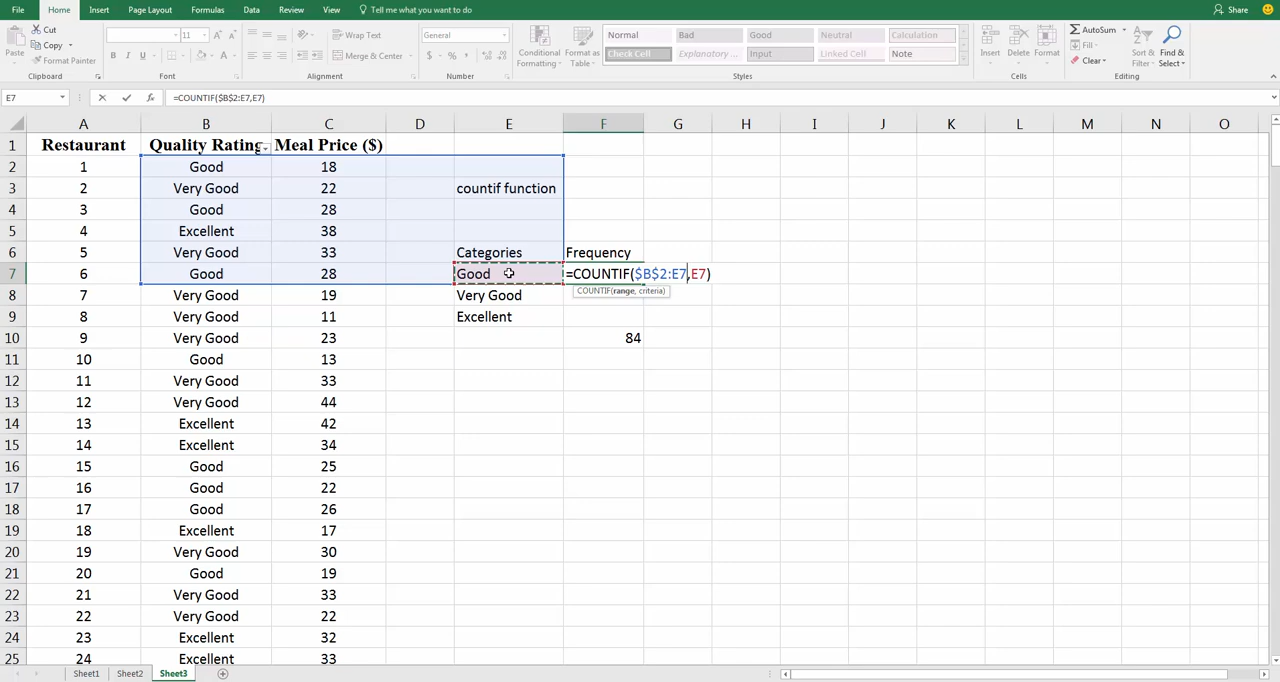 File Home Insert Page Layout Formulas Data Review View Tell me what you want to do Share
Cut
Copy
Format Painter
Paste
11
Wrap Text
Merge & Center
General
Conditional Formatting
Format as Table
Normal Bad Good Neutral Calculation
Check Cell Explanatory ... Input Linked Cell Note
Insert Delete Format
AutoSum
Fill
Clear
Sort & Filter
Find & Select
Clipboard Font Alignment Number Styles Cells Editing
E7 =COUNTIF($B$2:E7,E7)
A B C D E F G H I J K L M N O
1 Restaurant Quality Rating Meal Price ($)
2 1 Good 18
3 2 Very Good 22 countif function
4 3 Good 28
5 4 Excellent 38
6 5 Very Good 33 Categories Frequency
7 6 Good 28 Good =COUNTIF($B$2:E7,E7)
COUNTIF(range, criteria)
8 7 Very Good 19 Very Good
9 8 Very Good 11 Excellent
10 9 Very Good 23 84
11 10 Good 13
12 11 Very Good 33
13 12 Very Good 44
14 13 Excellent 42
15 14 Excellent 34
16 15 Good 25
17 16 Good 22
18 17 Good 26
19 18 Excellent 17
20 19 Very Good 30
21 20 Good 19
22 21 Very Good 33
23 22 Very Good 22
24 23 Excellent 32
25 24 Excellent 33
Sheet1 Sheet2 Sheet3